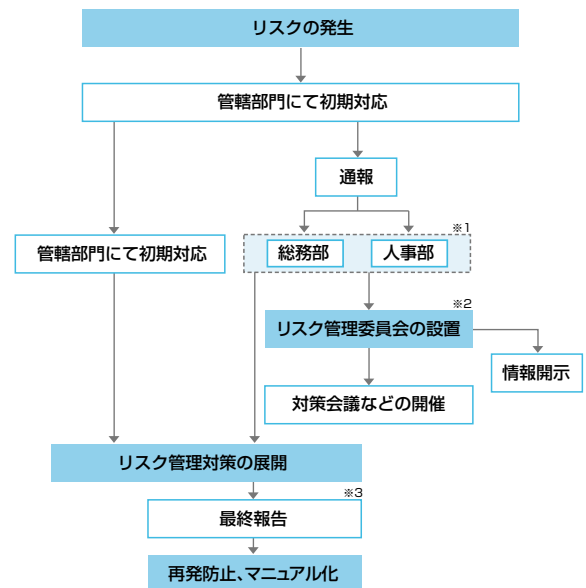 リスクの発生
管轄部門にて初期対応
通報
※1
管轄部門にて初期対応
総務部
人事部
※2
リスク管理委員会の設置
情報開示
対策会議などの開催
リスク管理対策の展開
※3
最終報告
再発防止、マニュアル化